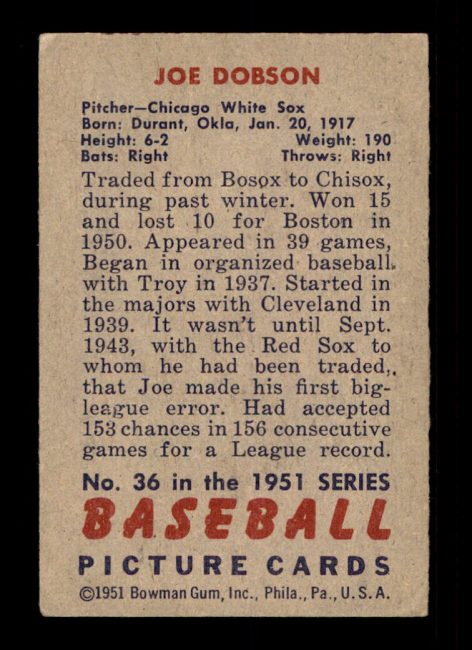 JOE DOBSON
Pitcher—Chicago White Sox
Born: Durant, Okla, Jan. 20, 1917
Height: 6-2 Weight: 190
Bats: Right Throws: Right
Traded from Bosox to Chisox,
during past winter. Won 15
and lost 10 for Boston in
1950. Appeared in 39 games,
Began in organized baseball
with Troy in 1937. Started in
the majors with Cleveland in
1939. It wasn't until Sept.
1943, with the Red Sox to
whom he had been traded,
that Joe made his first big-
league error. Had accepted
153 chances in 156 consecutive
games for a League record.
No. 36 in the 1951 SERIES
BASEBALL
PICTURE CARDS
©1951 Bowman Gum, Inc., Phila., Pa., U.S.A.